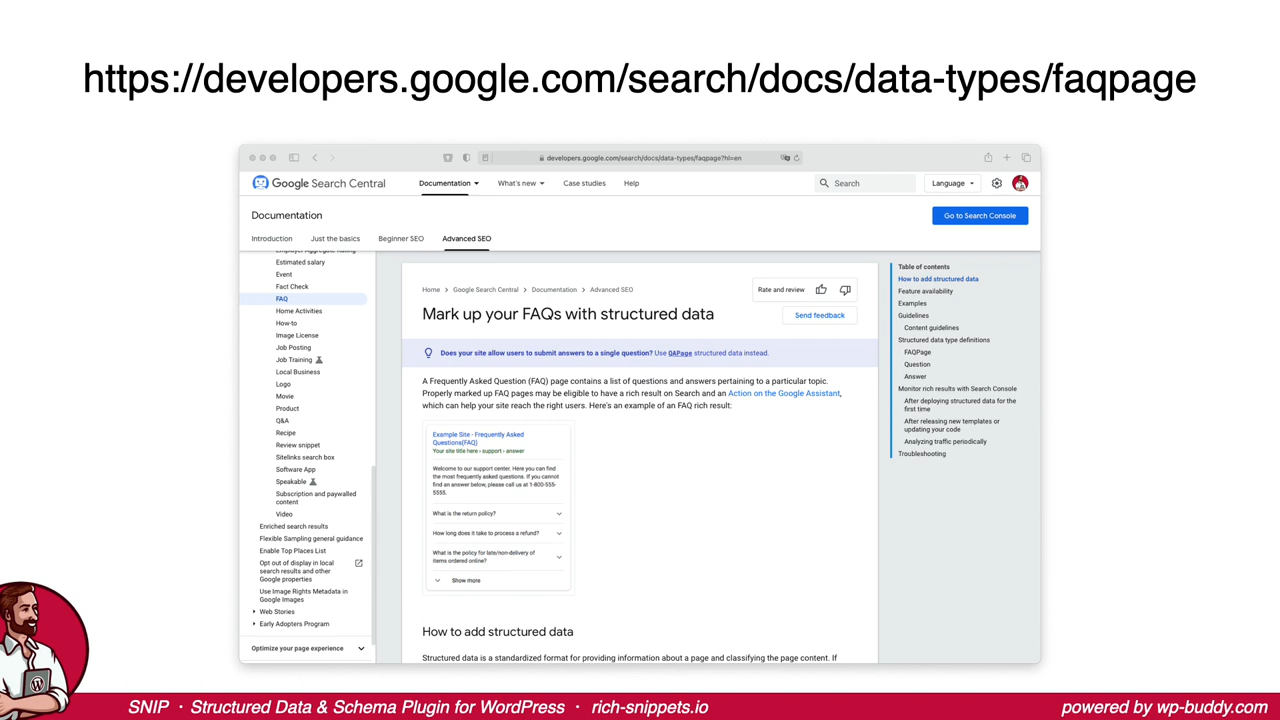 https://developers.google.com/search/docs/data-types/faqpage
developers.google.com/search/docs/data-types/faqpage?hl=en
Google Search Central
Documentation
What's new
Case studies
Help
Search
Language
Documentation
Go to Search Console
Introduction
Just the basics
Beginner SEO
Advanced SEO
Employer Aggregate Rating
Estimated salary
Event
Fact Check
FAQ
Home Activities
How-to
Image License
Job Posting
Job Training
Local Business
Logo
Movie
Product
Q&A
Recipe
Review snippet
Sitelinks search box
Software App
Speakable
Subscription and paywalled
content
Video
Enriched search results
Flexible Sampling general guidance
Enable Top Places List
Opt out of display in local
search results and other
Google properties
Use Image Rights Metadata in
Google Images
Web Stories
Early Adopters Program
Optimize your page experience
Home > Google Search Central > Documentation > Advanced SEO
Rate and review
Mark up your FAQs with structured data
Send feedback
Does your site allow users to submit answers to a single question? Use QAPage structured data instead.
A Frequently Asked Question (FAQ) page contains a list of questions and answers pertaining to a particular topic.
Properly marked up FAQ pages may be eligible to have a rich result on Search and an Action on the Google Assistant,
which can help your site reach the right users. Here's an example of an FAQ rich result:
Example Site - Frequently Asked
Questions(FAQ)
Your site title here › support › answer
Welcome to our support center. Here you can find
the most frequently asked questions. If you cannot
find an answer below, please call us at 1-800-555-
5555.
What is the return policy?
How long does it take to process a refund?
What is the policy for late/non-delivery of
items ordered online?
Show more
How to add structured data
Structured data is a standardized format for providing information about a page and classifying the page content. If
Table of contents
How to add structured data
Feature availability
Examples
Guidelines
Content guidelines
Structured data type definitions
FAQPage
Question
Answer
Monitor rich results with Search Console
After deploying structured data for the
first time
After releasing new templates or
updating your code
Analyzing traffic periodically
Troubleshooting
SNIP · Structured Data & Schema Plugin for WordPress · rich-snippets.io
powered by wp-buddy.com